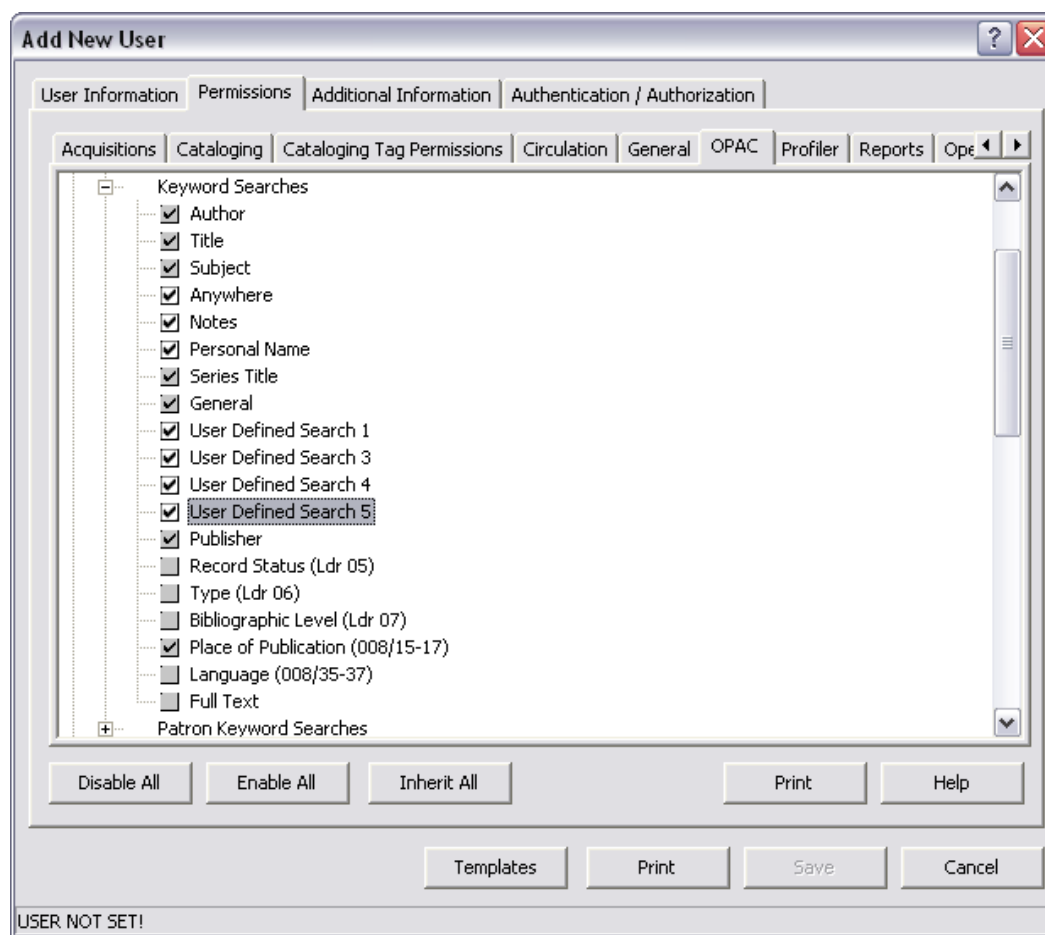 Add New User
User Information Permissions Additional Information Authentication / Authorization
Acquisitions Cataloging Cataloging Tag Permissions Circulation General OPAC Profiler Reports Ope
Keyword Searches
Author
Title
Subject
Anywhere
Notes
Personal Name
Series Title
General
User Defined Search 1
User Defined Search 3
User Defined Search 4
User Defined Search 5
Publisher
Record Status (Ldr 05)
Type (Ldr 06)
Bibliographic Level (Ldr 07)
Place of Publication (008/15-17)
Language (008/35-37)
Full Text
Patron Keyword Searches
Disable All Enable All Inherit All Print Help
Templates Print Save Cancel
USER NOT SET!